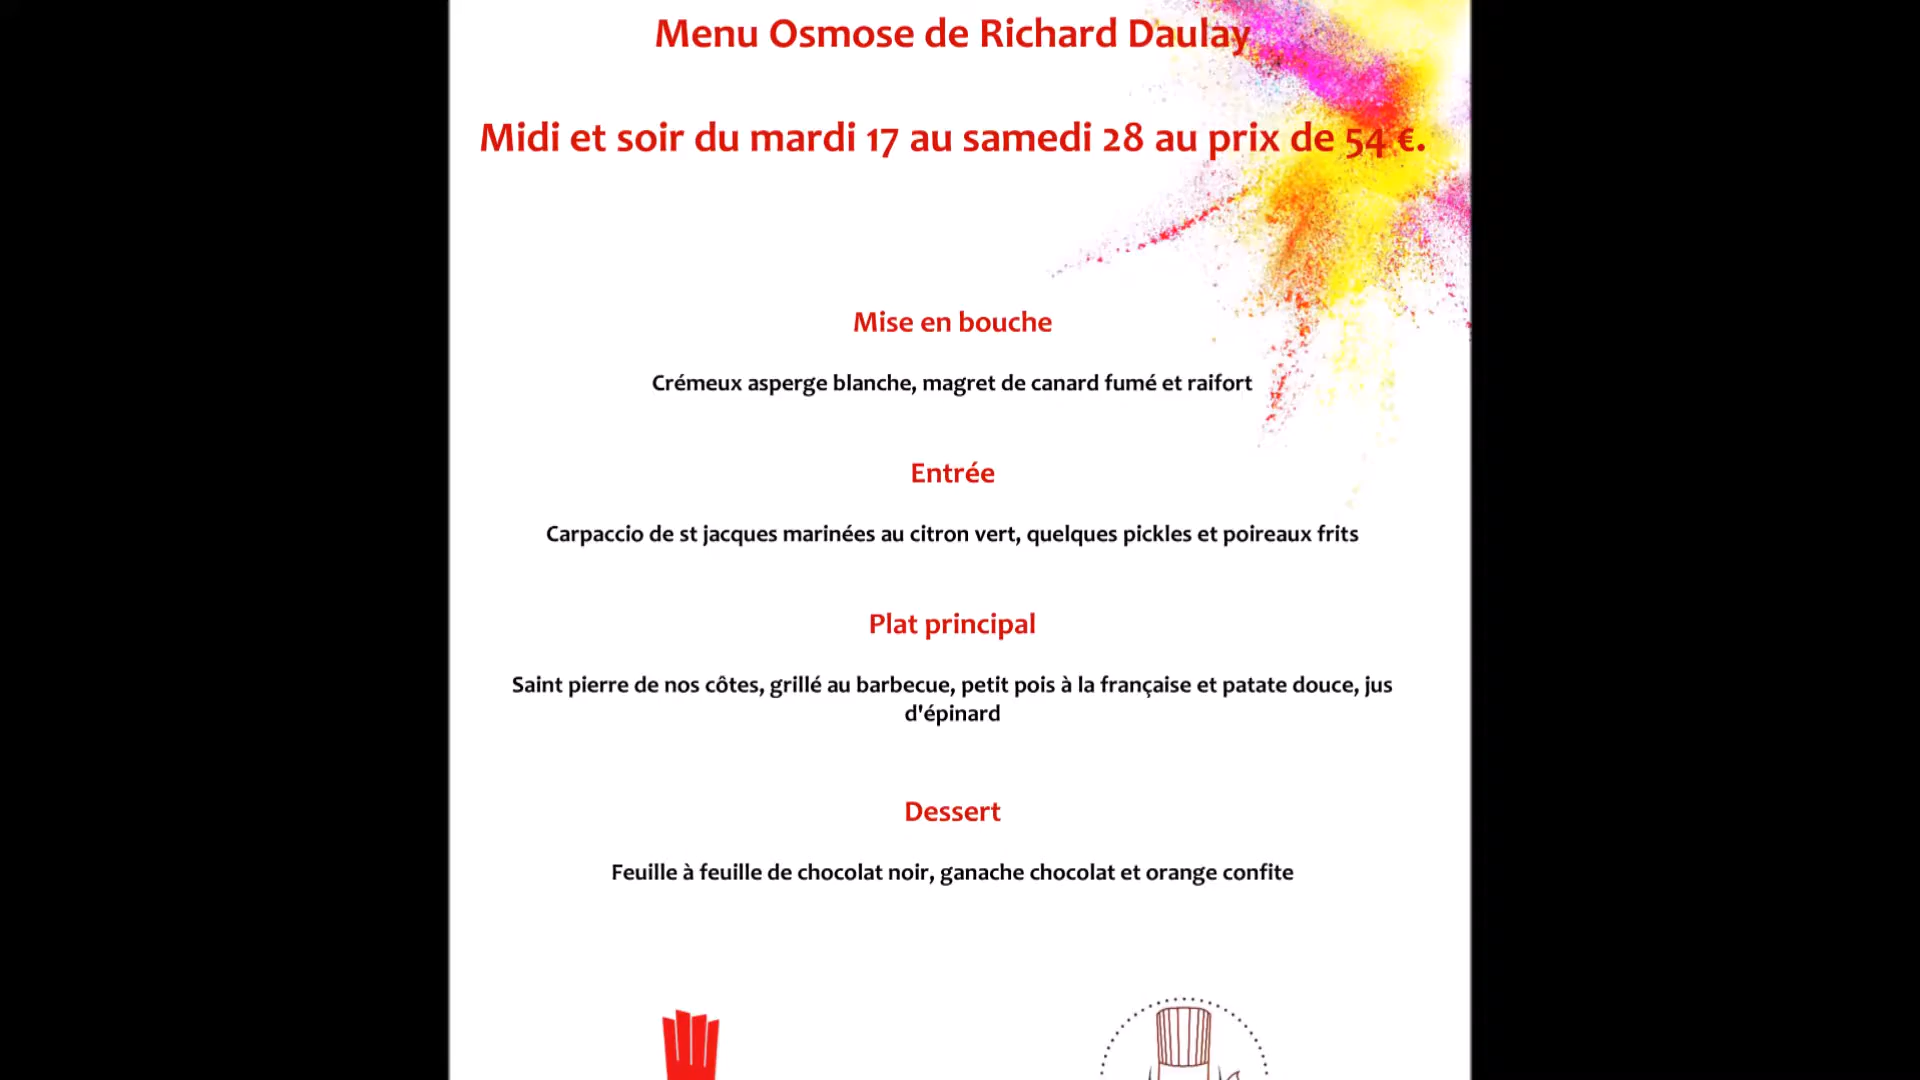 Menu Osmose de Richard Daulay
Midi et soir du mardi 17 au samedi 28 au prix de 54 €.
Mise en bouche
Crémeux asperge blanche, magret de canard fumé et raifort
Entrée
Carpaccio de st jacques marinées au citron vert, quelques pickles et poireaux frits
Plat principal
Saint pierre de nos côtes, grillé au barbecue, petit pois à la française et patate douce, jus
d'épinard
Dessert
Feuille à feuille de chocolat noir, ganache chocolat et orange confite